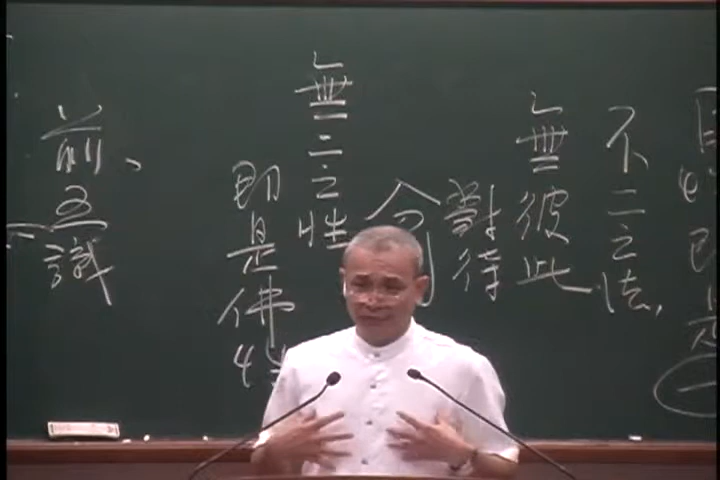 不二之法,
無彼此
對待
無二之性
即是佛性
前、
五識